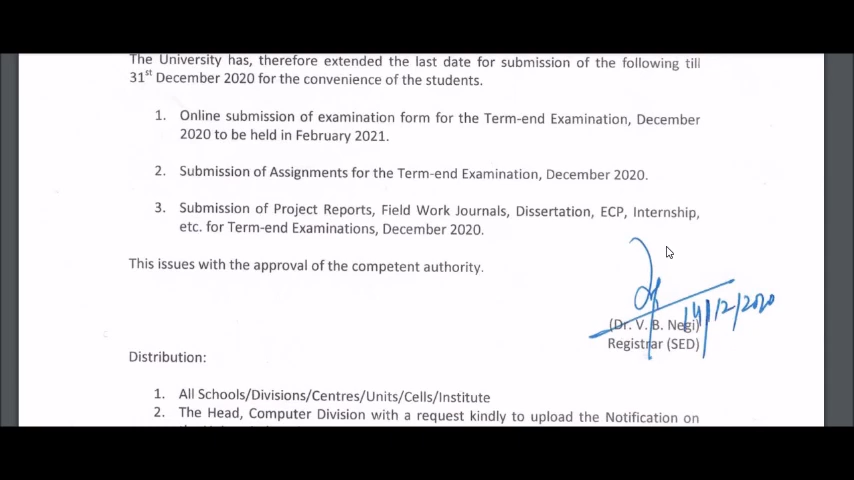 The University has, therefore extended the last date for submission of the following till
31st December 2020 for the convenience of the students.
1. Online submission of examination form for the Term-end Examination, December
2020 to be held in February 2021.
2. Submission of Assignments for the Term-end Examination, December 2020.
3. Submission of Project Reports, Field Work Journals, Dissertation, ECP, Internship,
etc. for Term-end Examinations, December 2020.
This issues with the approval of the competent authority.
14/12/2020
(Dr. V. B. Negi)
Registrar (SED)
Distribution:
1. All Schools/Divisions/Centres/Units/Cells/Institute
2. The Head, Computer Division with a request kindly to upload the Notification on